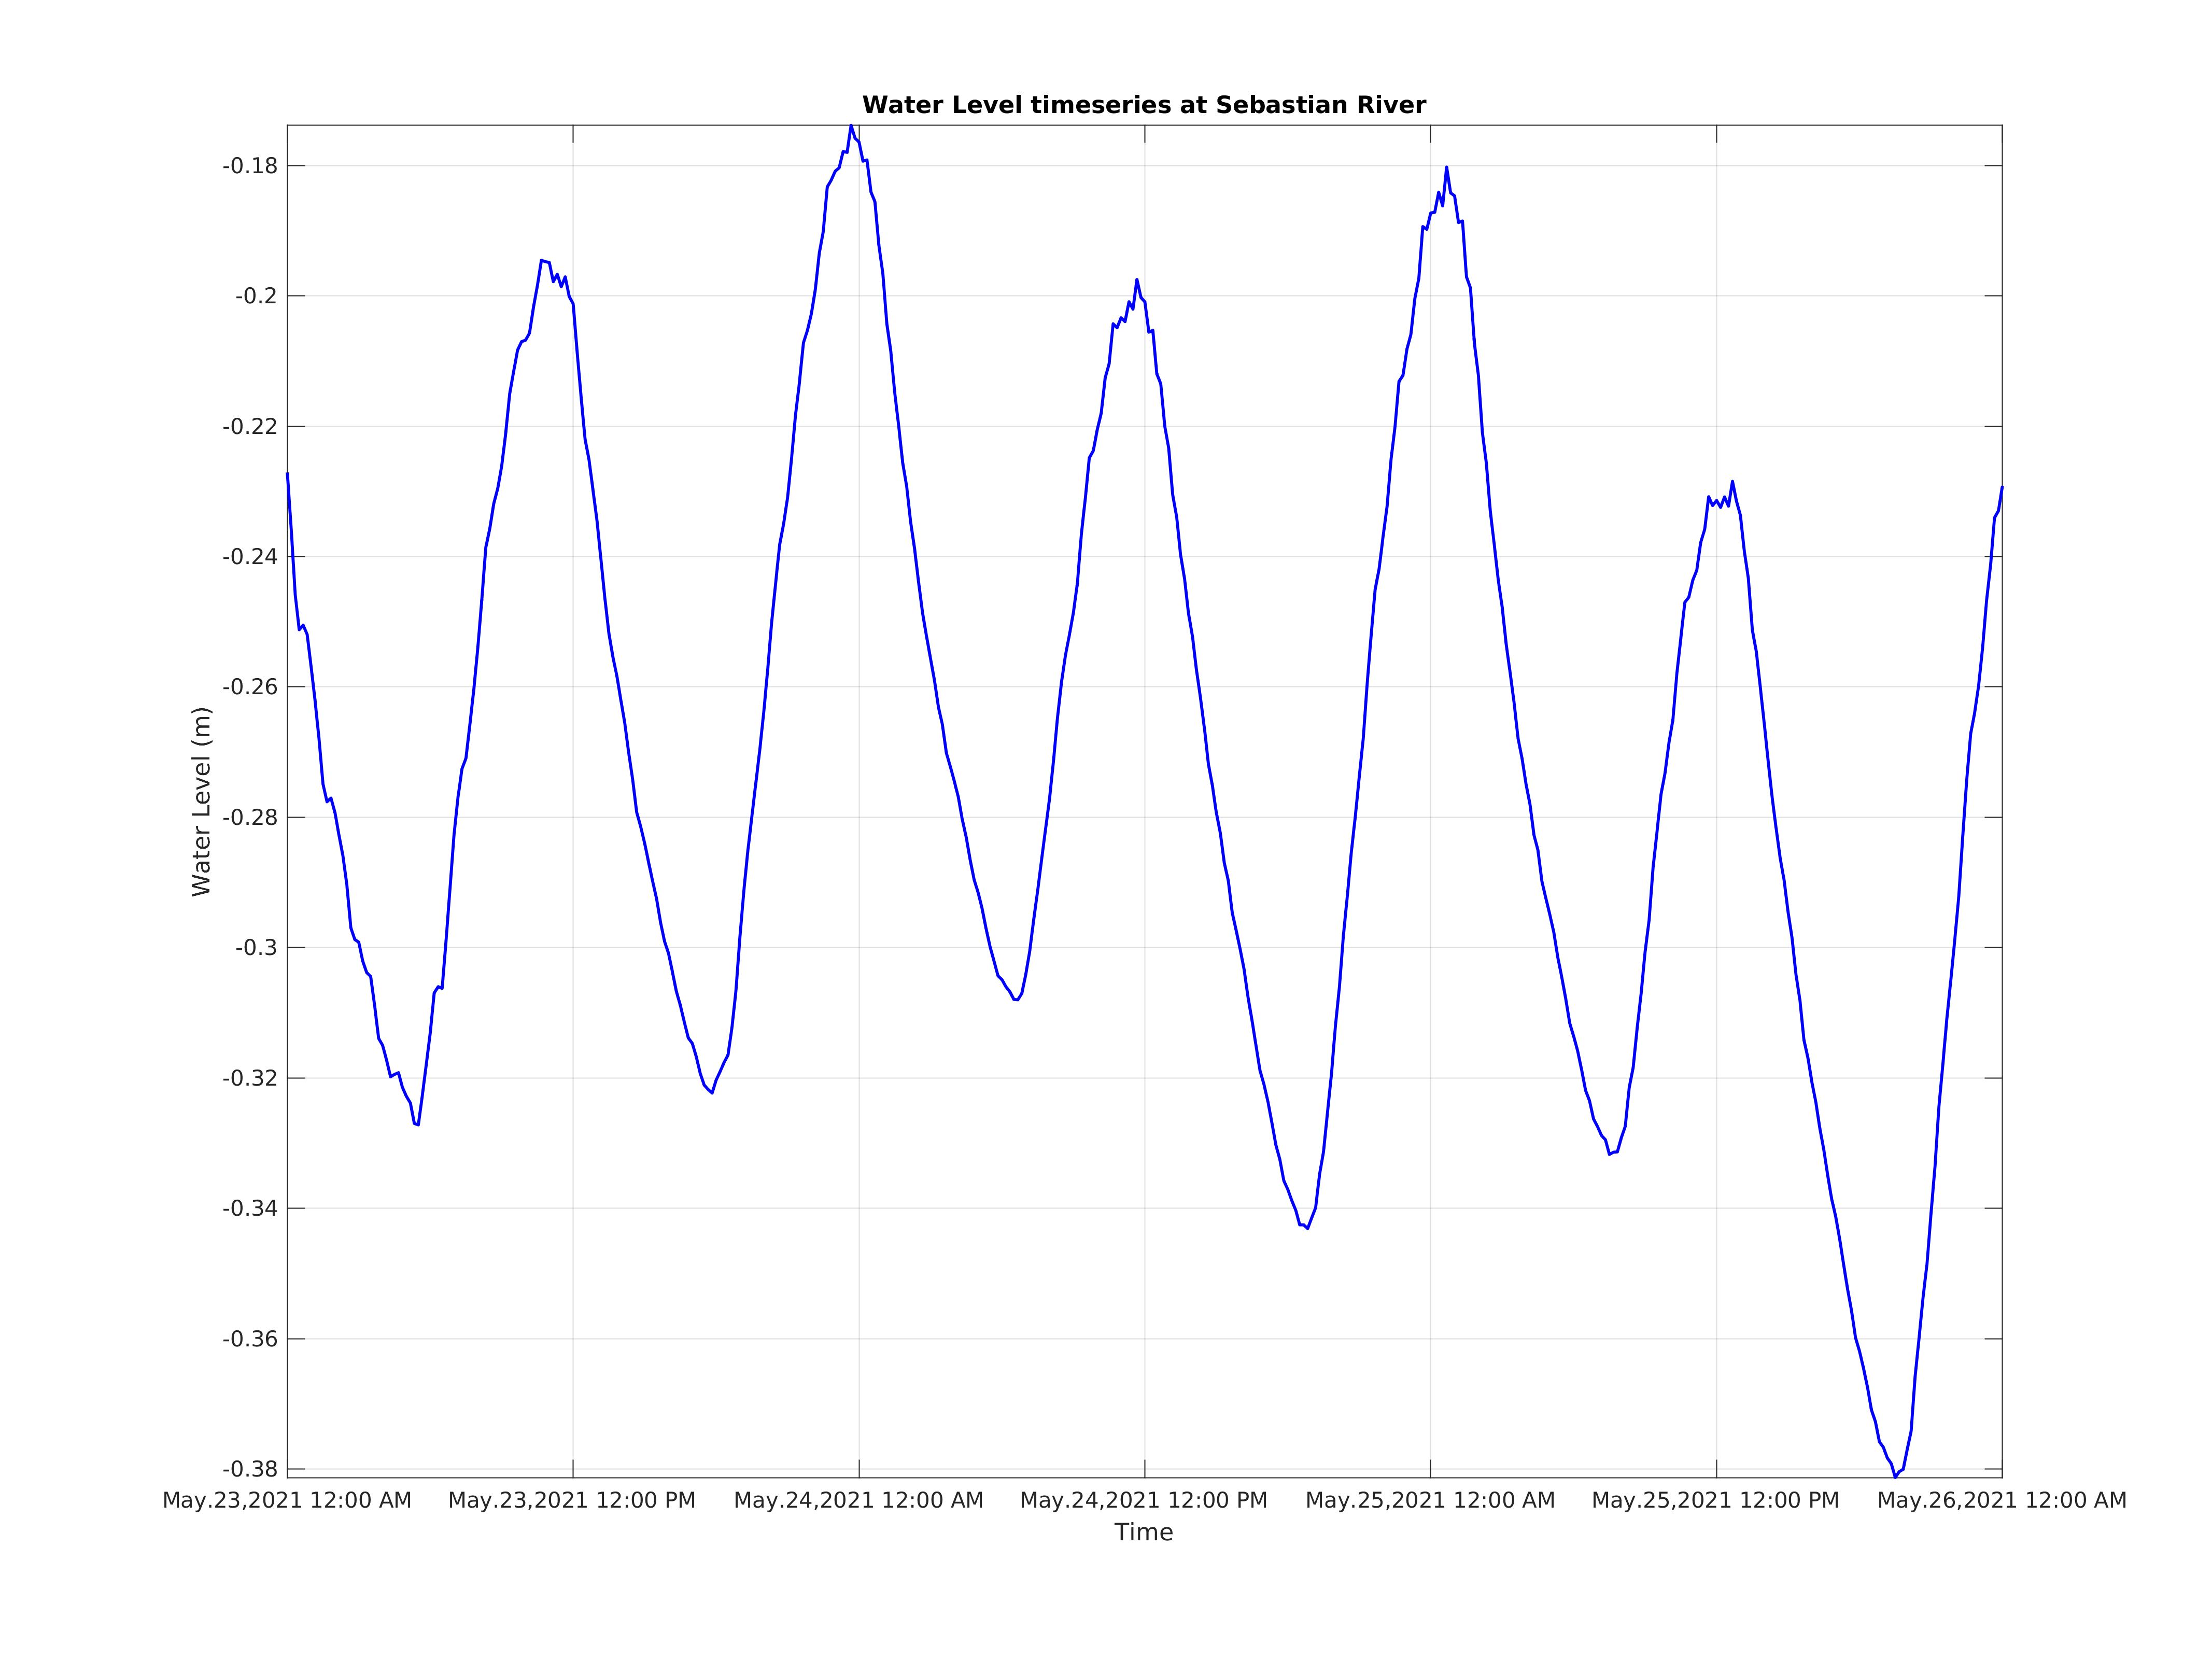 Water Level timeseries at Sebastian River
-0.18
-0.2
-0.22
-0.24
-0.26
-0.28
-0.3
-0.32
-0.34
-0.36
-0.38
Water Level (m)
May.23,2021 12:00 AM May.23,2021 12:00 PM May.24,2021 12:00 AM May.24,2021 12:00 PM May.25,2021 12:00 AM May.25,2021 12:00 PM May.26,2021 12:00 AM
Time